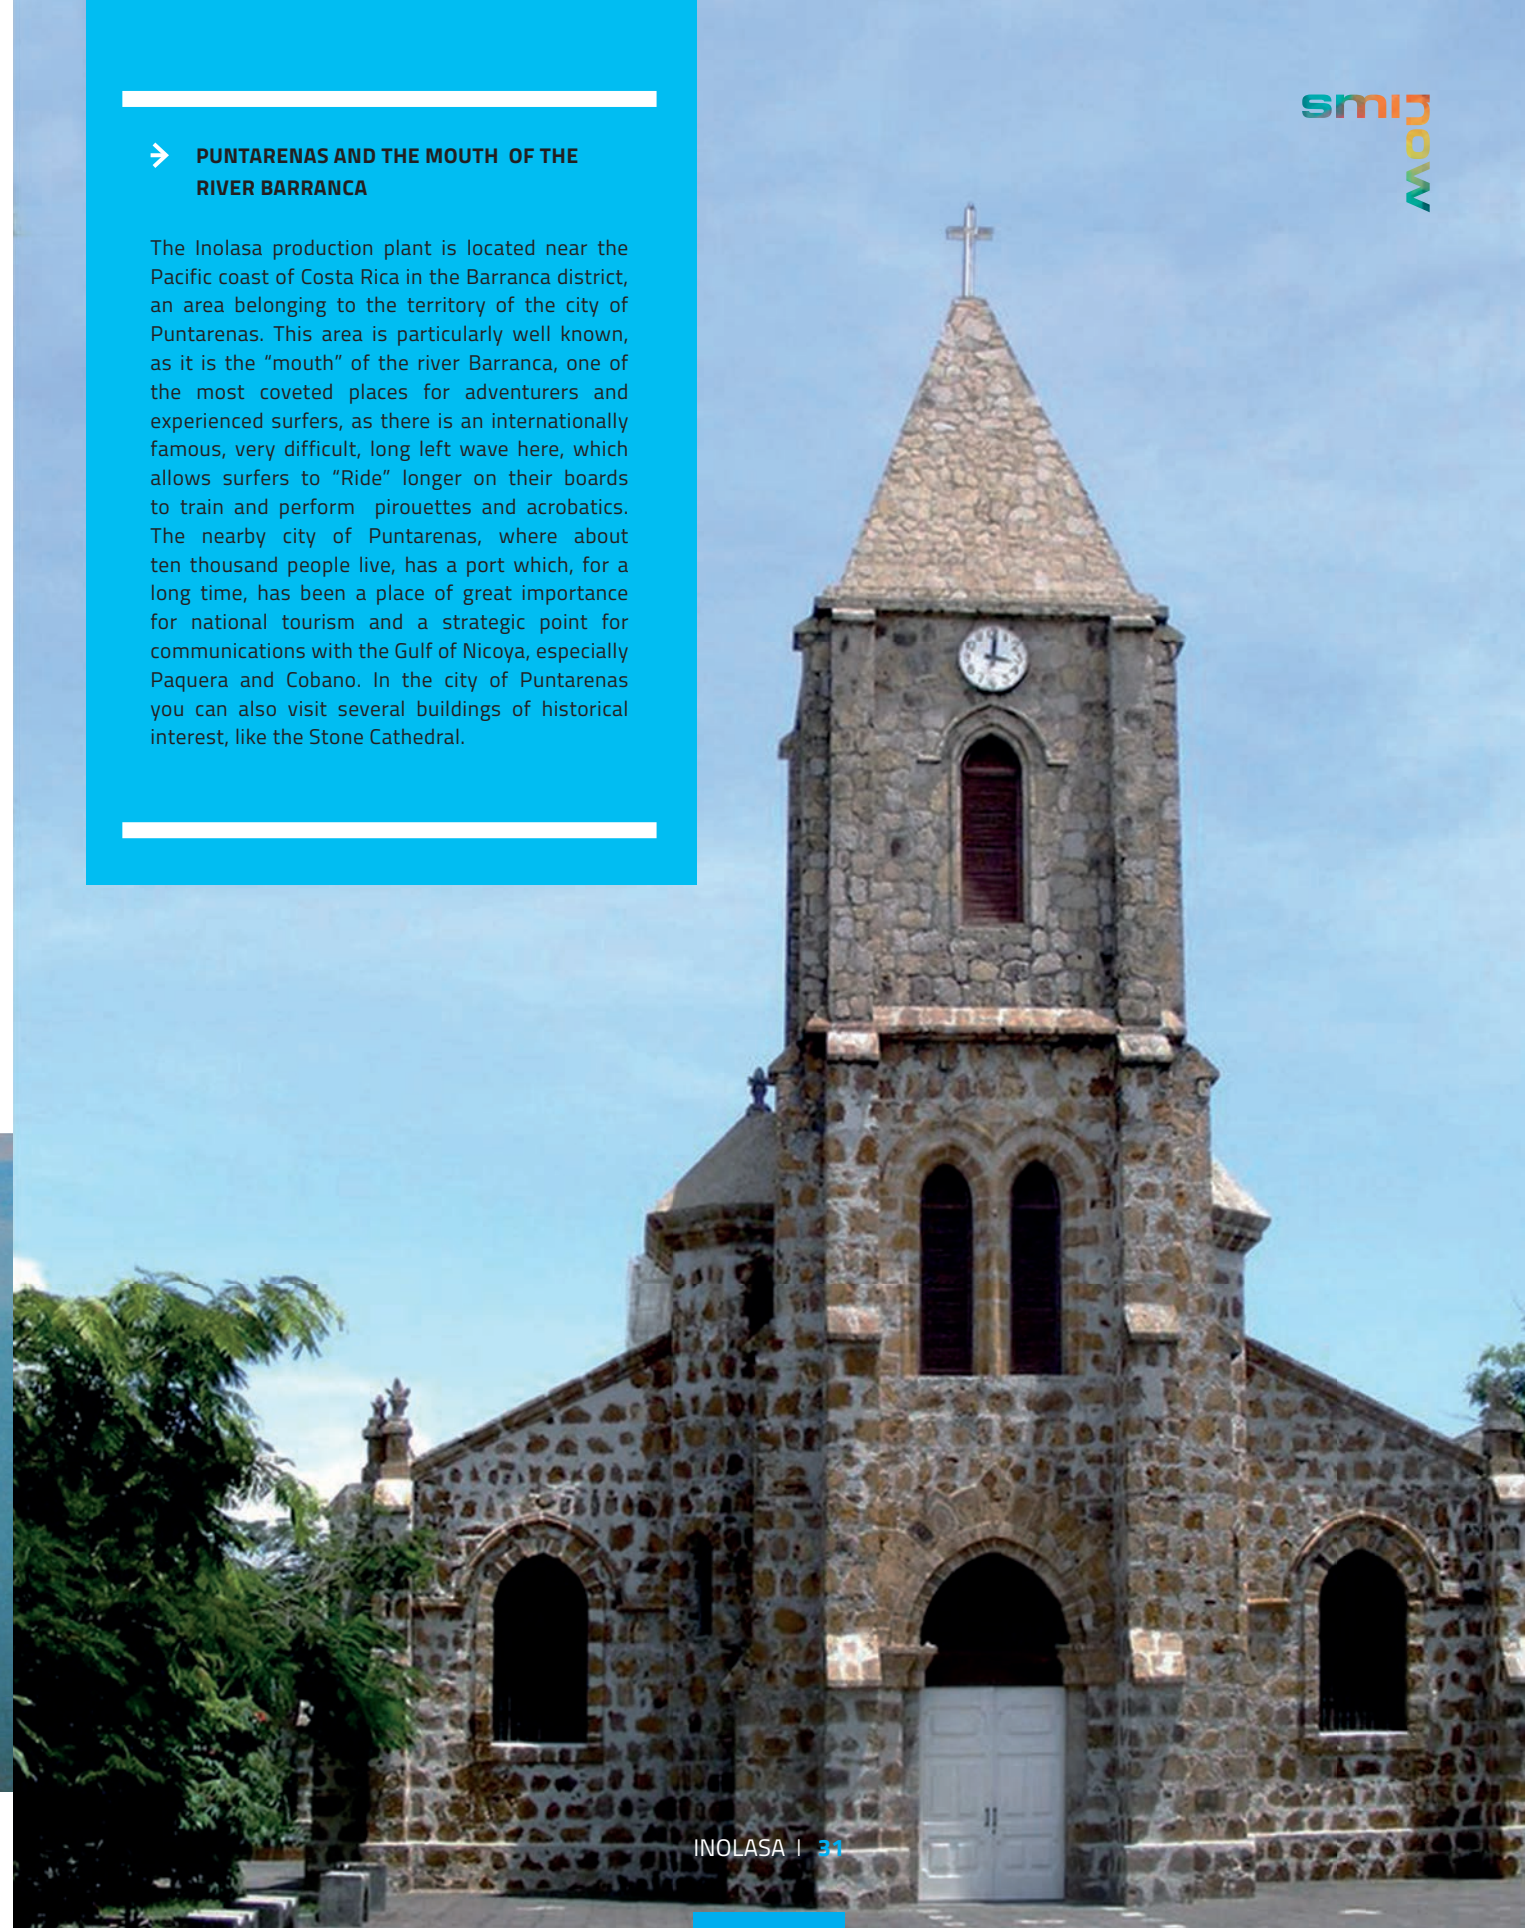 smi now
PUNTARENAS AND THE MOUTH OF THE
RIVER BARRANCA
The Inolasa production plant is located near the
Pacific coast of Costa Rica in the Barranca district,
an area belonging to the territory of the city of
Puntarenas. This area is particularly well known,
as it is the “mouth” of the river Barranca, one of
the most coveted places for adventurers and
experienced surfers, as there is an internationally
famous, very difficult, long left wave here, which
allows surfers to “Ride” longer on their boards
to train and perform pirouettes and acrobatics.
The nearby city of Puntarenas, where about
ten thousand people live, has a port which, for a
long time, has been a place of great importance
for national tourism and a strategic point for
communications with the Gulf of Nicoya, especially
Paquera and Cobano. In the city of Puntarenas
you can also visit several buildings of historical
interest, like the Stone Cathedral.
INOLASA I 31